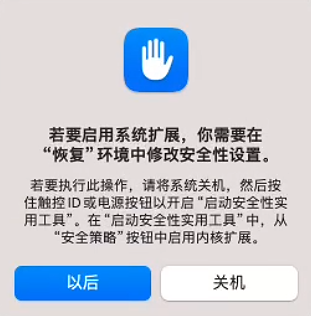 若要启用系统扩展，你需要在
“恢复”环境中修改安全性设置。
若要执行此操作，请将系统关机，然后按
住触控 ID 或电源按钮以开启“启动安全性实
用工具”。在“启动安全性实用工具”中，从
“安全策略”按钮中启用内核扩展。
以后
关机